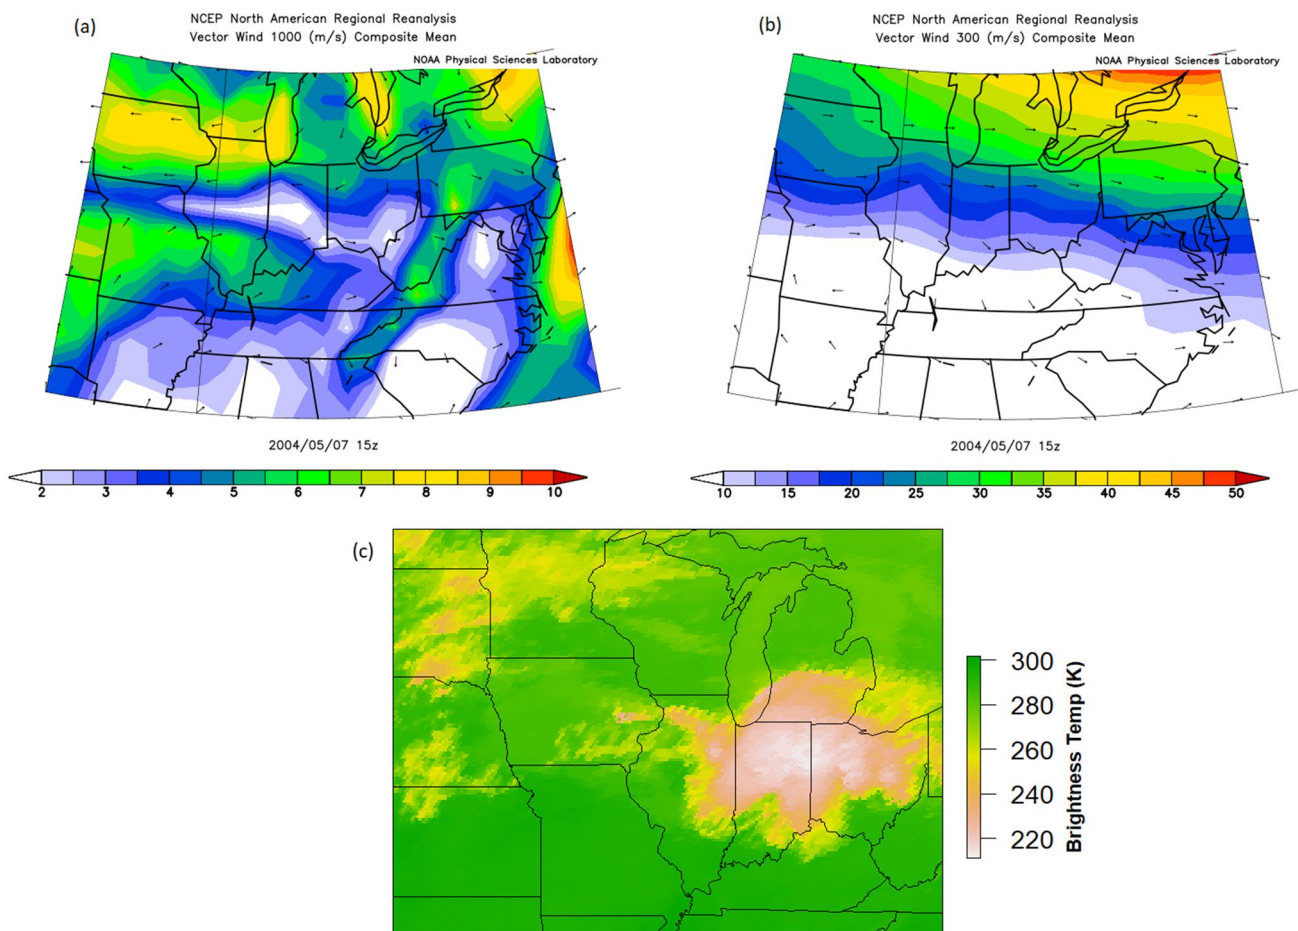 (a)
NCEP North American Regional Reanalysis
Vector Wind 1000 (m/s) Composite Mean
NOAA Physical Sciences Laboratory
2004/05/07 15z
2 3 4 5 6 7 8 9 10
(b)
NCEP North American Regional Reanalysis
Vector Wind 300 (m/s) Composite Mean
NOAA Physical Sciences Laboratory
2004/05/07 15z
10 15 20 25 30 35 40 45 50
(c)
300
280
260
240
220
Brightness Temp (K)